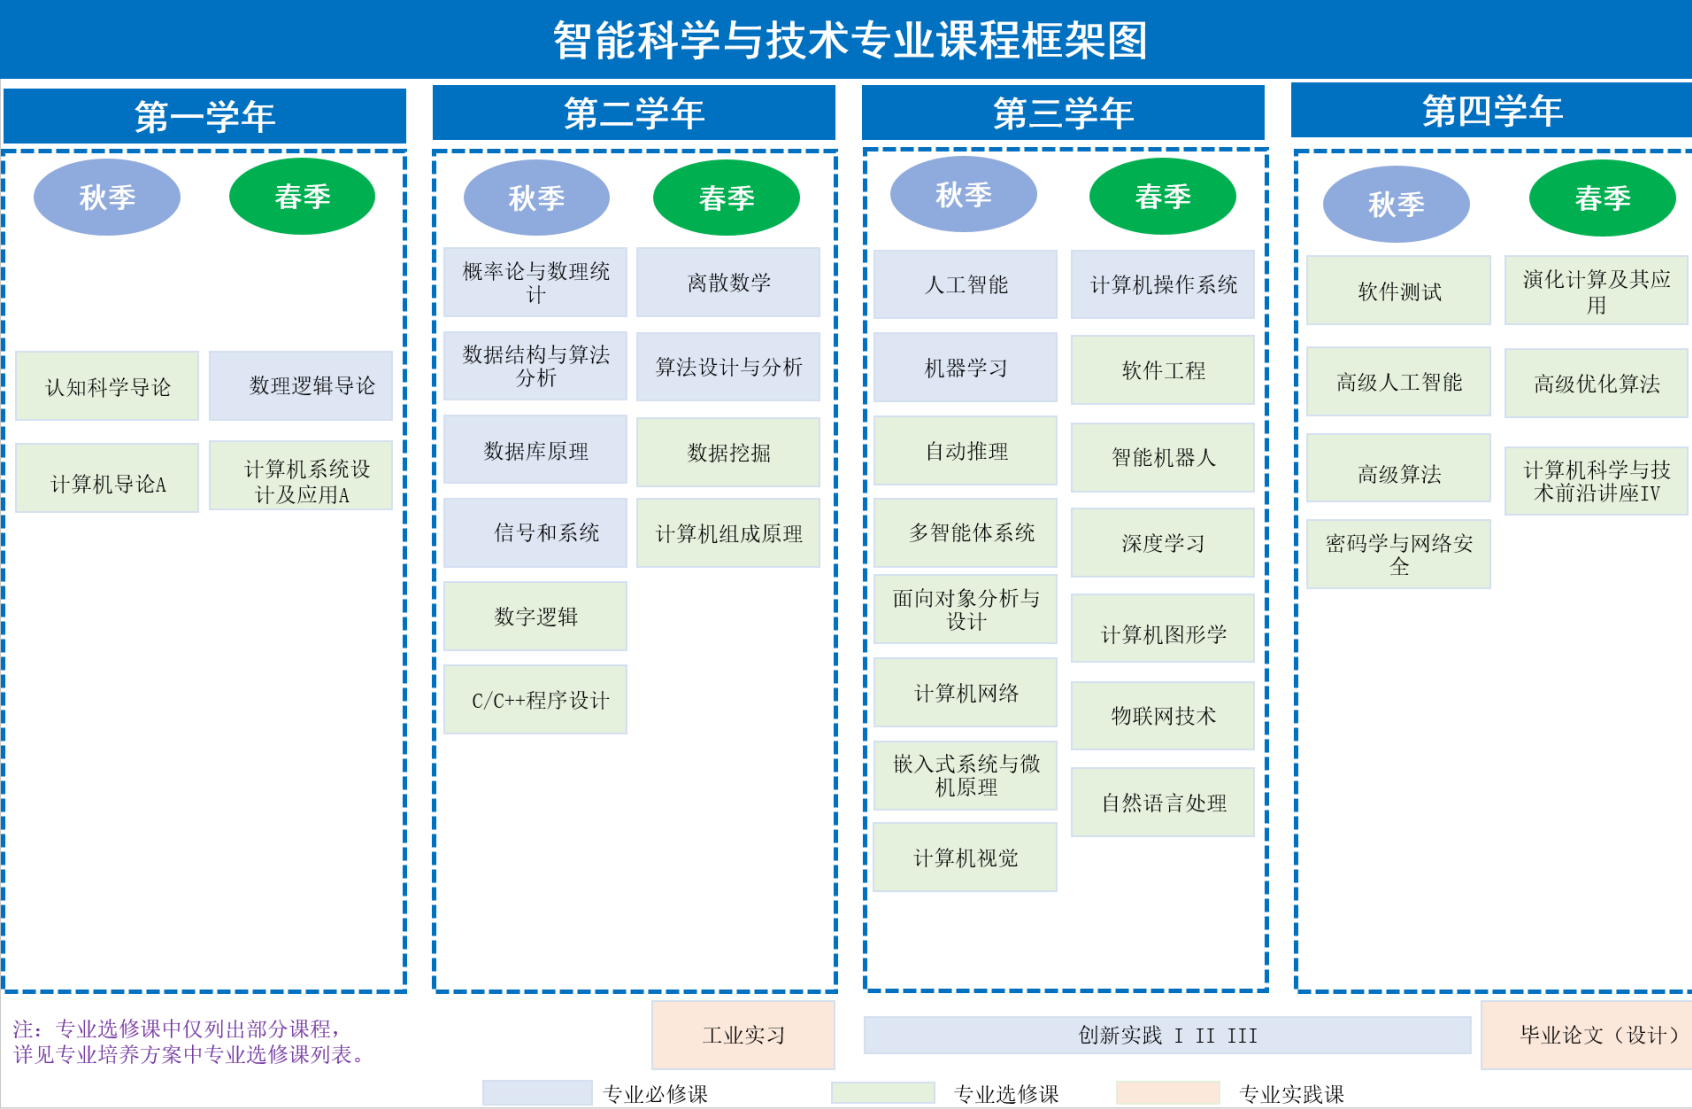 智能科学与技术专业课程框架图
第一学年
秋季
春季
认知科学导论
数理逻辑导论
计算机导论A
计算机系统设
计及应用A
第二学年
秋季
春季
概率论与数理统
计
离散数学
数据结构与算法
分析
算法设计与分析
数据库原理
数据挖掘
信号和系统
计算机组成原理
数字逻辑
C/C++程序设计
第三学年
秋季
春季
人工智能
计算机操作系统
机器学习
软件工程
自动推理
智能机器人
多智能体系统
深度学习
面向对象分析与
设计
计算机图形学
计算机网络
物联网技术
嵌入式系统与微
机原理
自然语言处理
计算机视觉
第四学年
秋季
春季
软件测试
演化计算及其应
用
高级人工智能
高级优化算法
高级算法
计算机科学与技
术前沿讲座IV
密码学与网络安
全
注：专业选修课中仅列出部分课程，
详见专业培养方案中专业选修课列表。
工业实习
创新实践 I II III
毕业论文（设计）
专业必修课
专业选修课
专业实践课